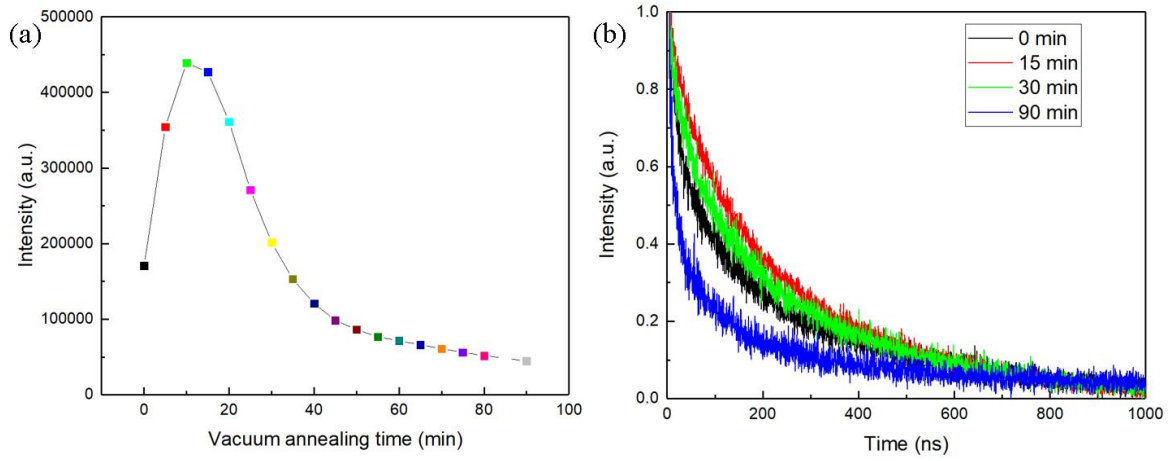 (a)
500000
400000
300000
200000
100000
0
Intensity (a.u.)
0 20 40 60 80 100
Vacuum annealing time (min)
(b)
1.0
0.8
0.6
0.4
0.2
0.0
Intensity (a.u.)
0 min
15 min
30 min
90 min
0 200 400 600 800 1000
Time (ns)